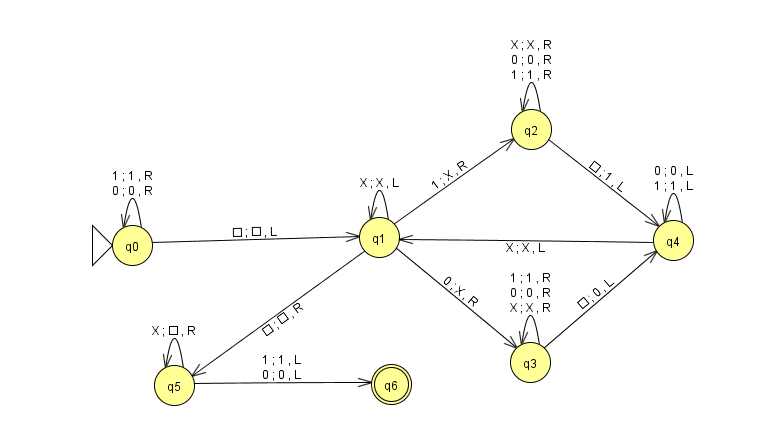 X ; X , R
0 ; 0 , R
1 ; 1 , R
q2
1 ; 1 , R
0 ; 0 , R
X ; X , L
1 ; X , R
□ ; 1 , L
0 ; 0 , L
1 ; 1 , L
q0
□ ; □ , L
q1
q4
X ; X , L
0 ; X , R
1 ; 1 , R
0 ; 0 , R
X ; X , R
□ ; 0 , L
□ ; □ , R
q3
X ; □ , R
q5
1 ; 1 , L
0 ; 0 , L
q6